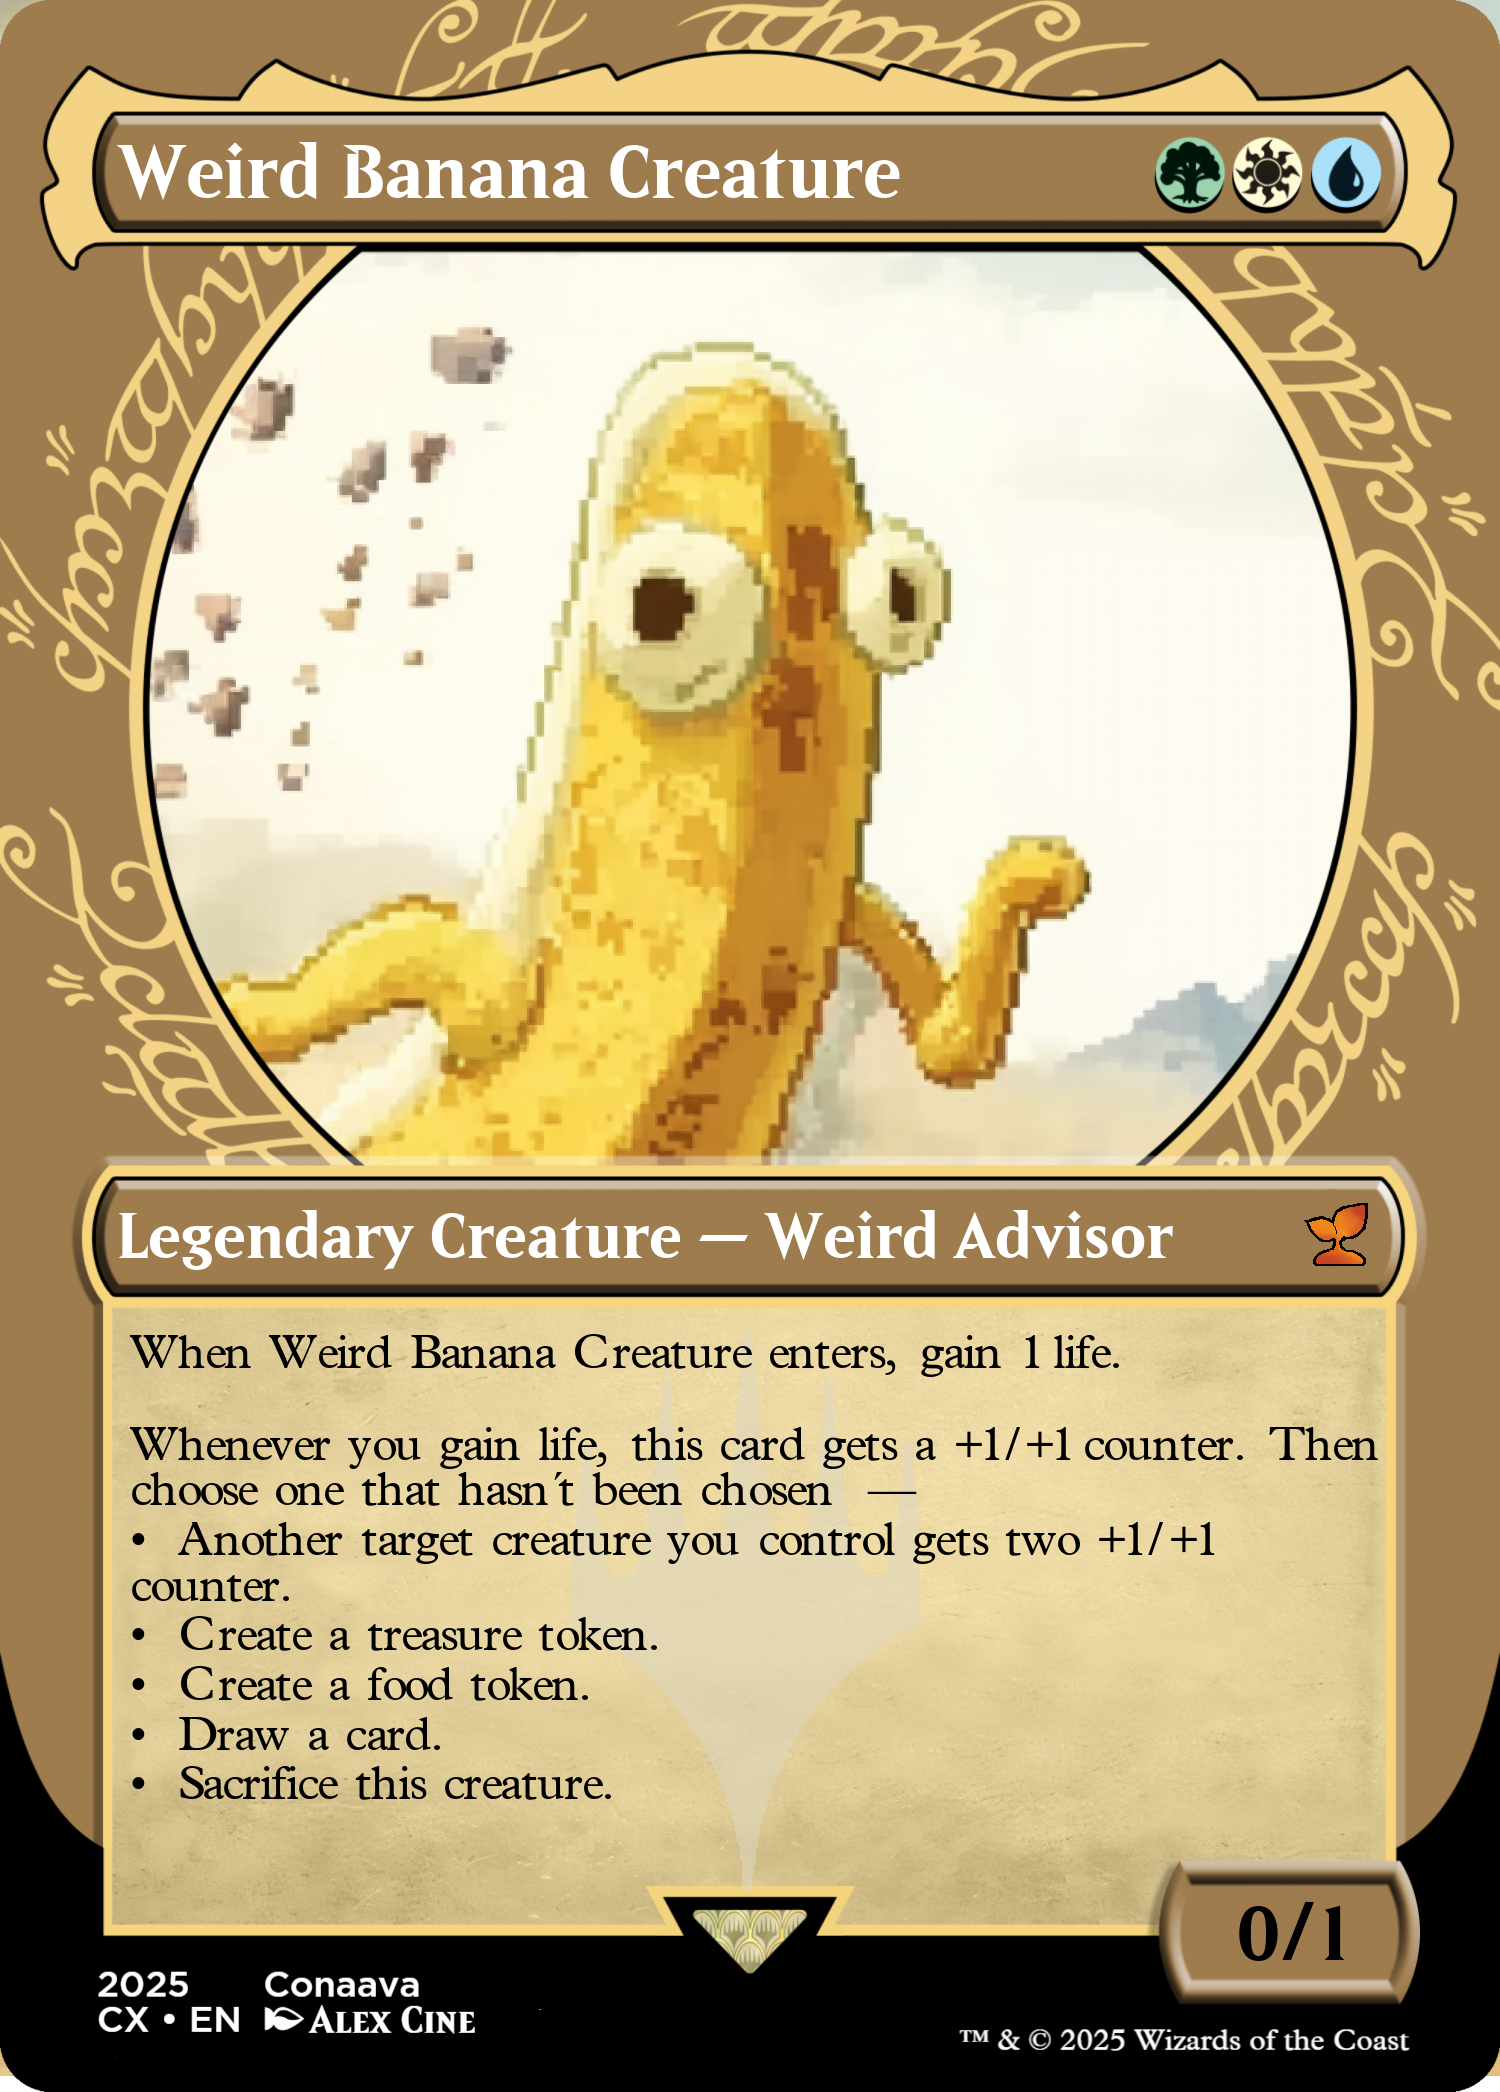 Weird Banana Creature
Legendary Creature — Weird Advisor
When Weird Banana Creature enters, gain 1 life.
Whenever you gain life, this card gets a +1/+1 counter. Then
choose one that hasn´t been chosen —
• Another target creature you control gets two +1/+1
counter.
• Create a treasure token.
• Create a food token.
• Draw a card.
• Sacrifice this creature.
0/1
2025 Conaava
CX • EN ALEX CINE
™ & © 2025 Wizards of the Coast